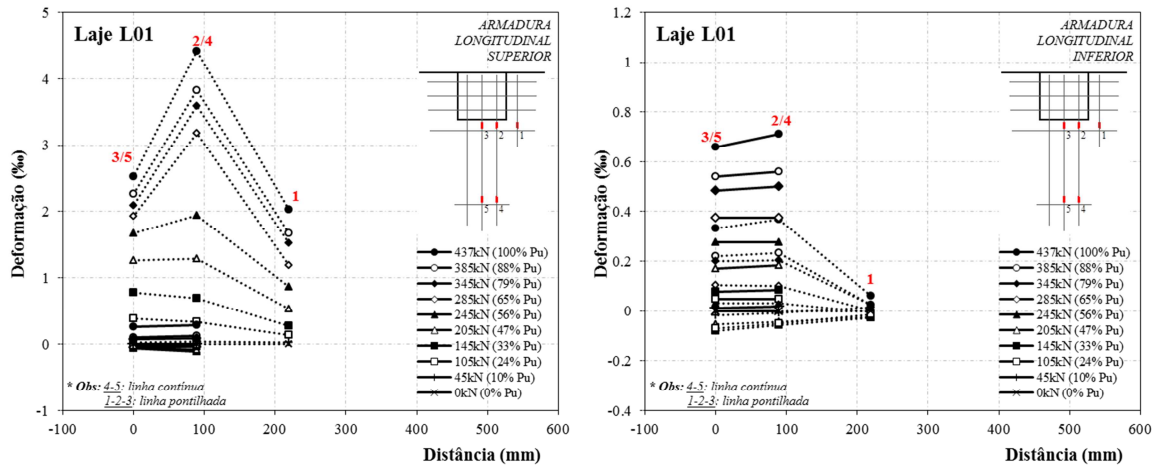 Laje L01
ARMADURA
LONGITUDINAL
SUPERIOR
2/4
3/5
1
3
2
1
5
4
Deformação (‰)
5
4
3
2
1
0
-1
437kN (100% Pu)
385kN (88% Pu)
345kN (79% Pu)
285kN (65% Pu)
245kN (56% Pu)
205kN (47% Pu)
145kN (33% Pu)
105kN (24% Pu)
45kN (10% Pu)
0kN (0% Pu)
* Obs: 4-5: linha contínua
1-2-3: linha pontilhada
-100 0 100 200 300 400 500 600
Distância (mm)
Laje L01
ARMADURA
LONGITUDINAL
INFERIOR
2/4
3/5
1
3
2
1
5
4
Deformação (‰)
1.2
1
0.8
0.6
0.4
0.2
0
-0.2
-0.4
437kN (100% Pu)
385kN (88% Pu)
345kN (79% Pu)
285kN (65% Pu)
245kN (56% Pu)
205kN (47% Pu)
145kN (33% Pu)
105kN (24% Pu)
45kN (10% Pu)
0kN (0% Pu)
* Obs: 4-5: linha contínua
1-2-3: linha pontilhada
-100 0 100 200 300 400 500 600
Distância (mm)